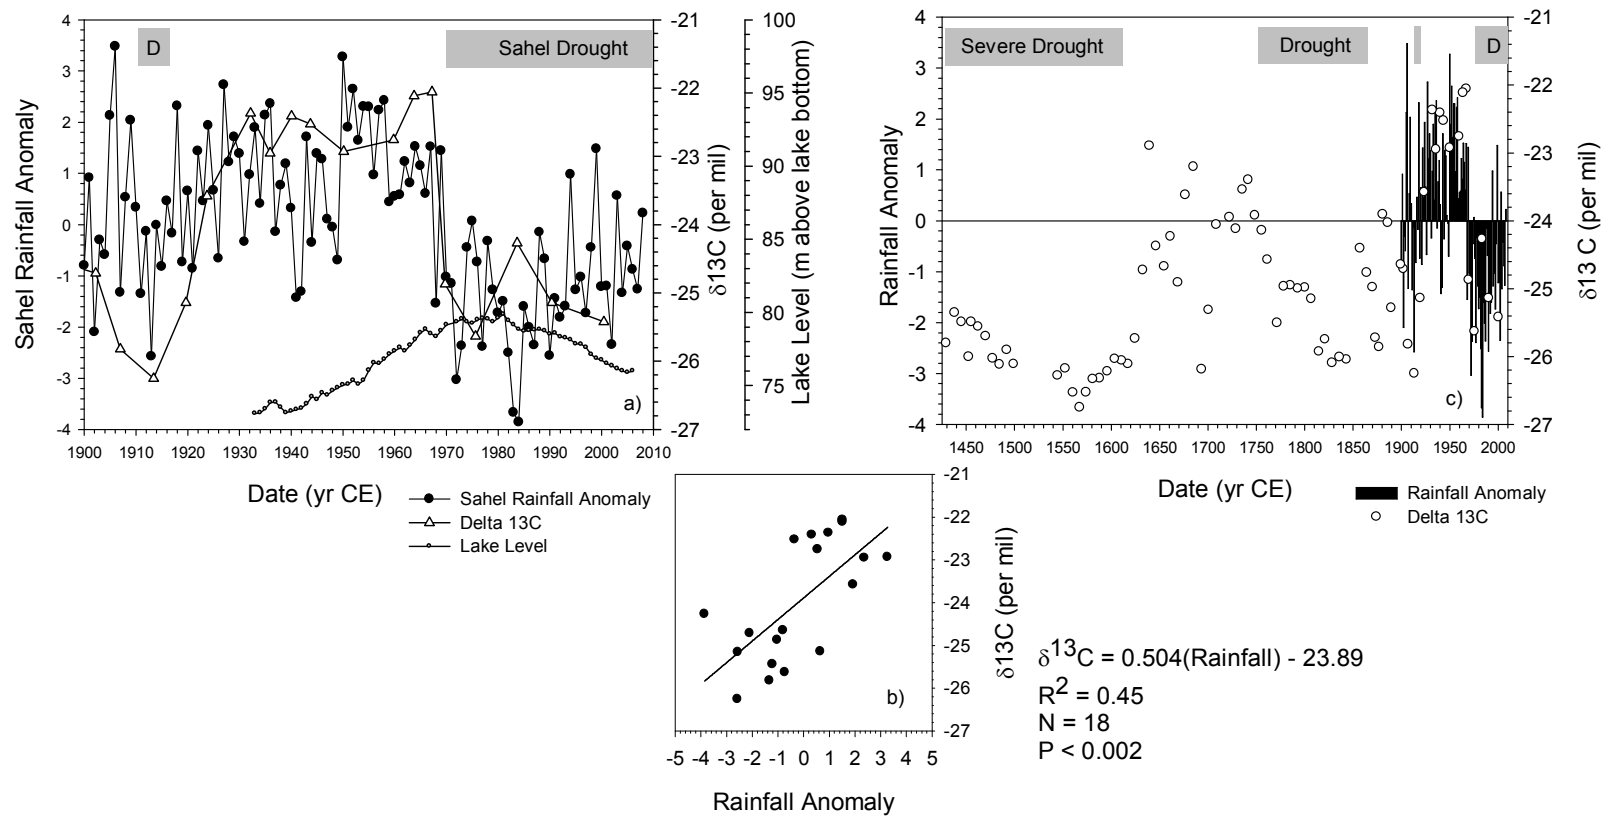 D
Sahel Drought
4
3
2
1
0
-1
-2
-3
-4
Sahel Rainfall Anomaly
-21
-22
-23
-24
-25
-26
-27
δ13C (per mil)
100
95
90
85
80
75
Lake Level (m above lake bottom)
a)
1900 1910 1920 1930 1940 1950 1960 1970 1980 1990 2000 2010
Date (yr CE)
Sahel Rainfall Anomaly
Delta 13C
Lake Level
Severe Drought
Drought
D
4
3
2
1
0
-1
-2
-3
-4
Rainfall Anomaly
-21
-22
-23
-24
-25
-26
-27
δ13 C (per mil)
c)
1450 1500 1550 1600 1650 1700 1750 1800 1850 1900 1950 2000
Date (yr CE)
Rainfall Anomaly
Delta 13C
-21
-22
-23
-24
-25
-26
-27
δ13C (per mil)
b)
-5 -4 -3 -2 -1 0 1 2 3 4 5
Rainfall Anomaly
δ¹³C = 0.504(Rainfall) - 23.89
R² = 0.45
N = 18
P < 0.002